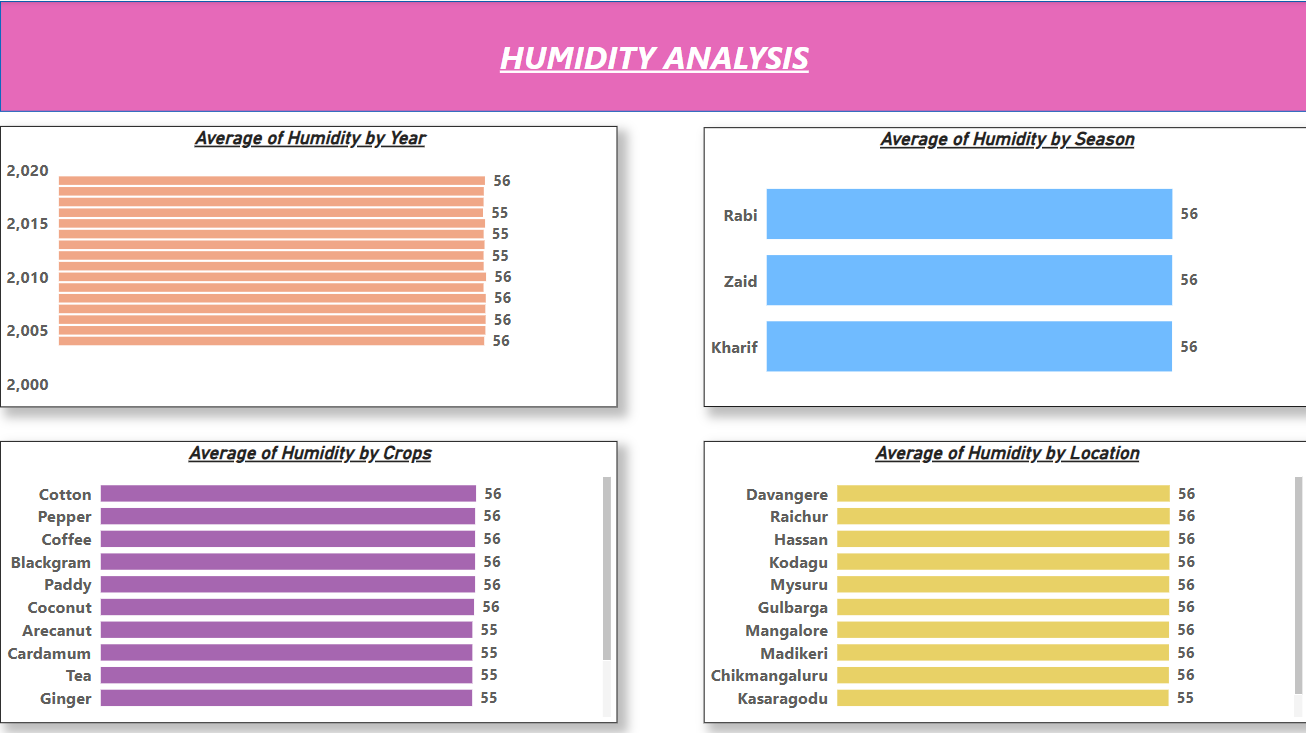 HUMIDITY ANALYSIS
Average of Humidity by Year
2,020
56
55
2,015
55
55
2,010
56
56
56
2,005
56
2,000
Average of Humidity by Season
Rabi 56
Zaid 56
Kharif 56
Average of Humidity by Crops
Cotton 56
Pepper 56
Coffee 56
Blackgram 56
Paddy 56
Coconut 56
Arecanut 55
Cardamum 55
Tea 55
Ginger 55
Average of Humidity by Location
Davangere 56
Raichur 56
Hassan 56
Kodagu 56
Mysuru 56
Gulbarga 56
Mangalore 56
Madikeri 56
Chikmangaluru 56
Kasaragodu 55